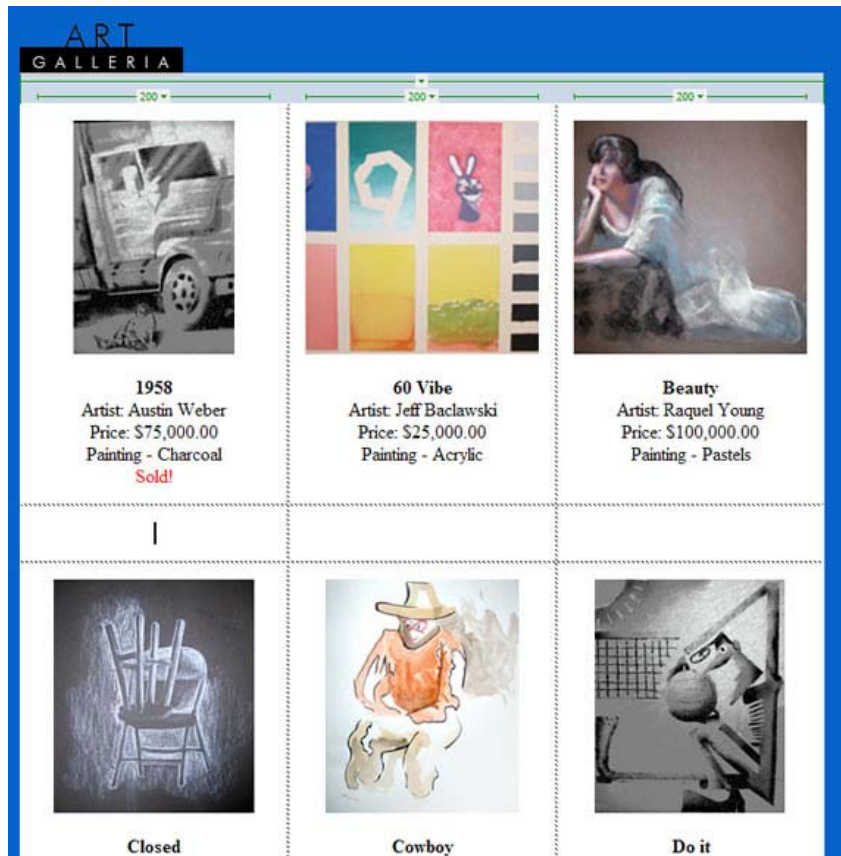 ART
GALLERIA
200
200
200
1958
Artist: Austin Weber
Price: $75,000.00
Painting - Charcoal
Sold!
60 Vibe
Artist: Jeff Baclawski
Price: $25,000.00
Painting - Acrylic
Beauty
Artist: Raquel Young
Price: $100,000.00
Painting - Pastels
Closed
Cowboy
Do it